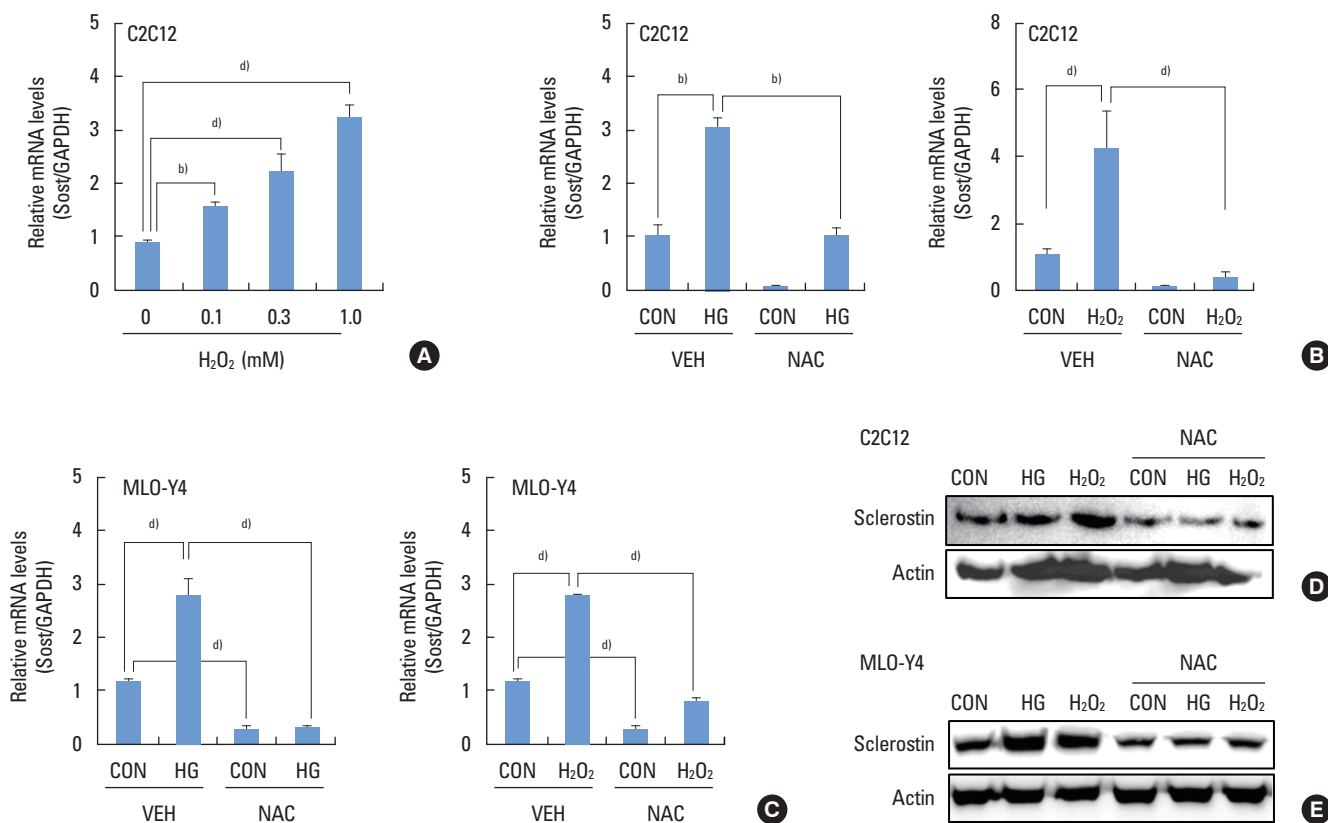 C2C12
Relative mRNA levels
(Sost/GAPDH)
5
4
3
2
1
0
d)
d)
b)
0 0.1 0.3 1.0
H₂O₂ (mM)
A
C2C12
Relative mRNA levels
(Sost/GAPDH)
5
4
3
2
1
0
b) b)
CON HG CON HG
VEH NAC
C2C12
Relative mRNA levels
(Sost/GAPDH)
8
6
4
2
0
d) d)
CON H₂O₂ CON H₂O₂
VEH NAC
B
MLO-Y4
Relative mRNA levels
(Sost/GAPDH)
5
4
3
2
1
0
d) d)
d)
CON HG CON HG
VEH NAC
MLO-Y4
Relative mRNA levels
(Sost/GAPDH)
5
4
3
2
1
0
d) d)
d)
CON H₂O₂ CON H₂O₂
VEH NAC
C
C2C12 NAC
CON HG H₂O₂ CON HG H₂O₂
Sclerostin
Actin
D
MLO-Y4 NAC
CON HG H₂O₂ CON HG H₂O₂
Sclerostin
Actin
E